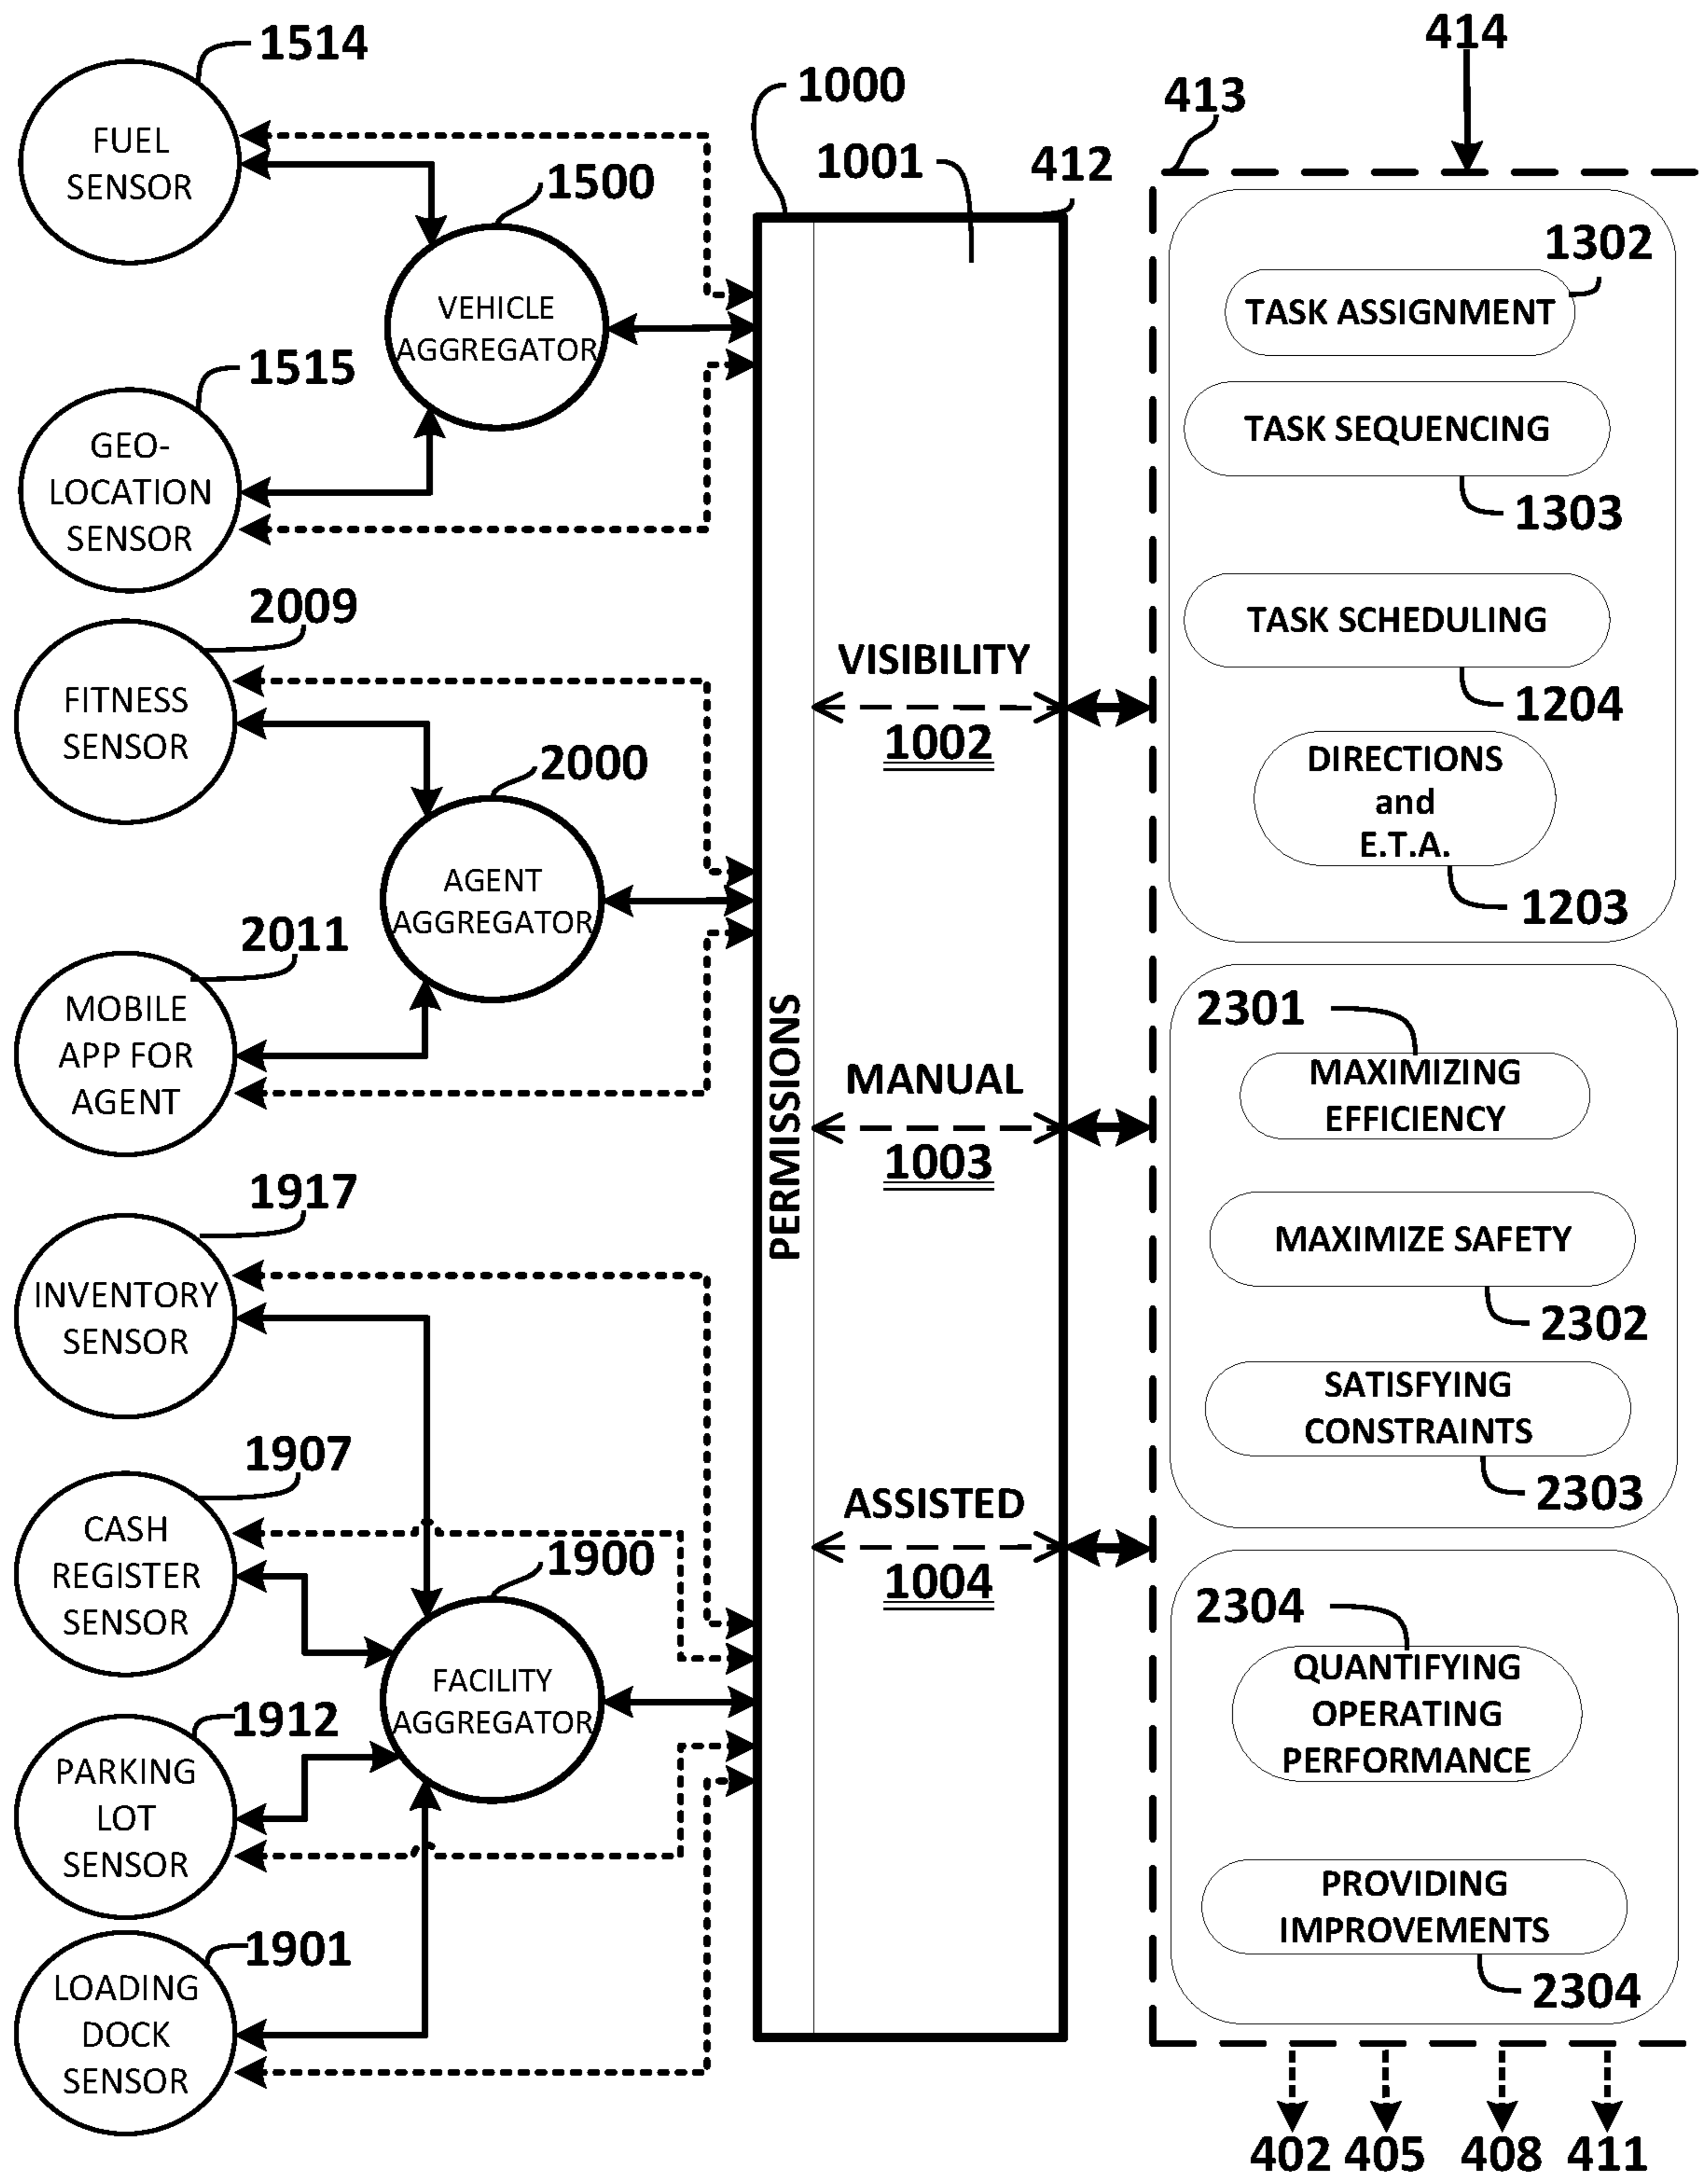 1514
FUEL
SENSOR
1500
VEHICLE
AGGREGATOR
1515
GEO-
LOCATION
SENSOR
2009
FITNESS
SENSOR
2000
AGENT
AGGREGATOR
2011
MOBILE
APP FOR
AGENT
1917
INVENTORY
SENSOR
1907
CASH
REGISTER
SENSOR
1900
FACILITY
AGGREGATOR
1912
PARKING
LOT
SENSOR
1901
LOADING
DOCK
SENSOR
1000
1001
412
PERMISSIONS
VISIBILITY
1002
MANUAL
1003
ASSISTED
1004
414
413
1302
TASK ASSIGNMENT
TASK SEQUENCING
1303
TASK SCHEDULING
1204
DIRECTIONS
and
E.T.A.
1203
2301
MAXIMIZING
EFFICIENCY
MAXIMIZE SAFETY
2302
SATISFYING
CONSTRAINTS
2303
2304
QUANTIFYING
OPERATING
PERFORMANCE
PROVIDING
IMPROVEMENTS
2304
402 405 408 411